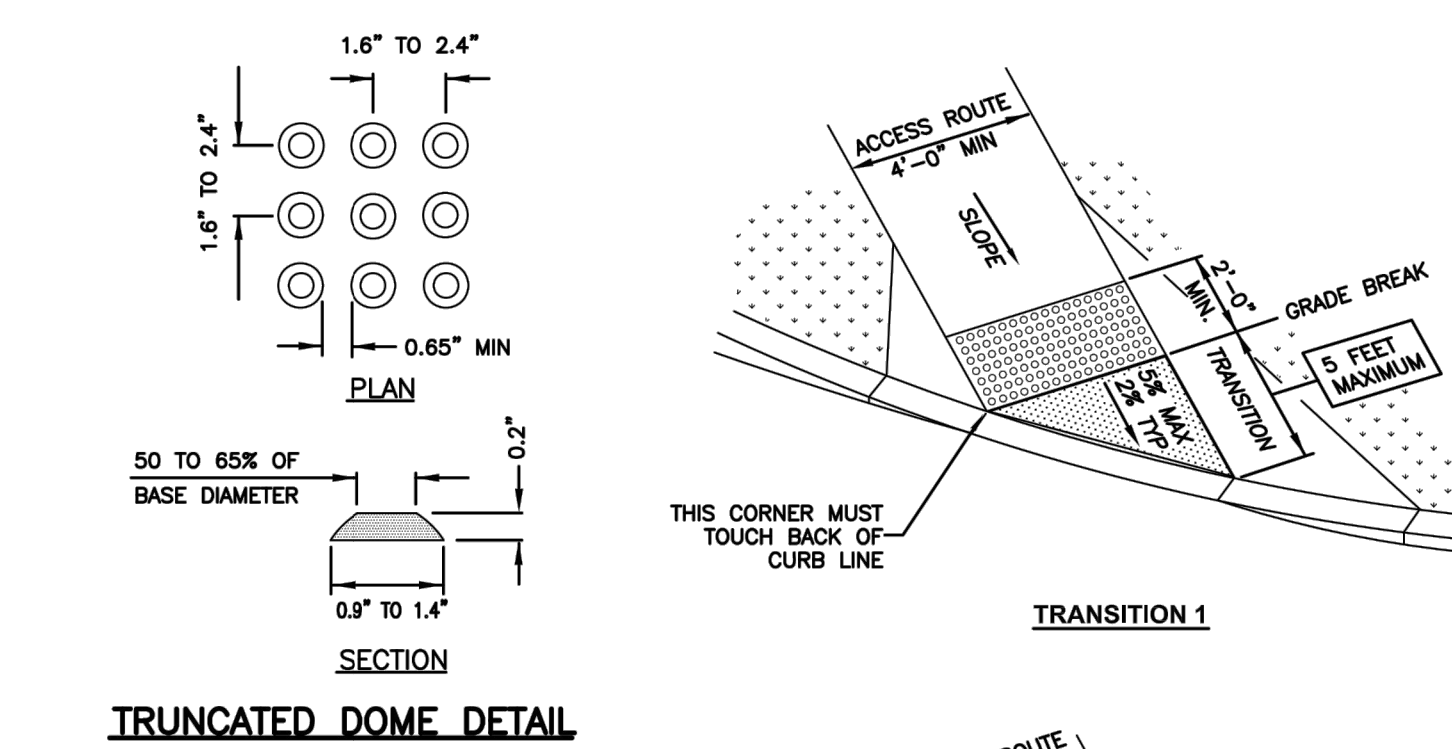 1.6" TO 2.4"
1.6" TO 2.4"
0.65" MIN
PLAN
50 TO 65% OF
BASE DIAMETER
0.2"
0.9" TO 1.4"
SECTION
TRUNCATED DOME DETAIL
ACCESS ROUTE
4'-0" MIN
SLOPE
2'-0"
MIN.
GRADE BREAK
5 FEET
MAXIMUM
TRANSITION
5% MAX
2% TYP
THIS CORNER MUST
TOUCH BACK OF
CURB LINE
TRANSITION 1
ROUTE